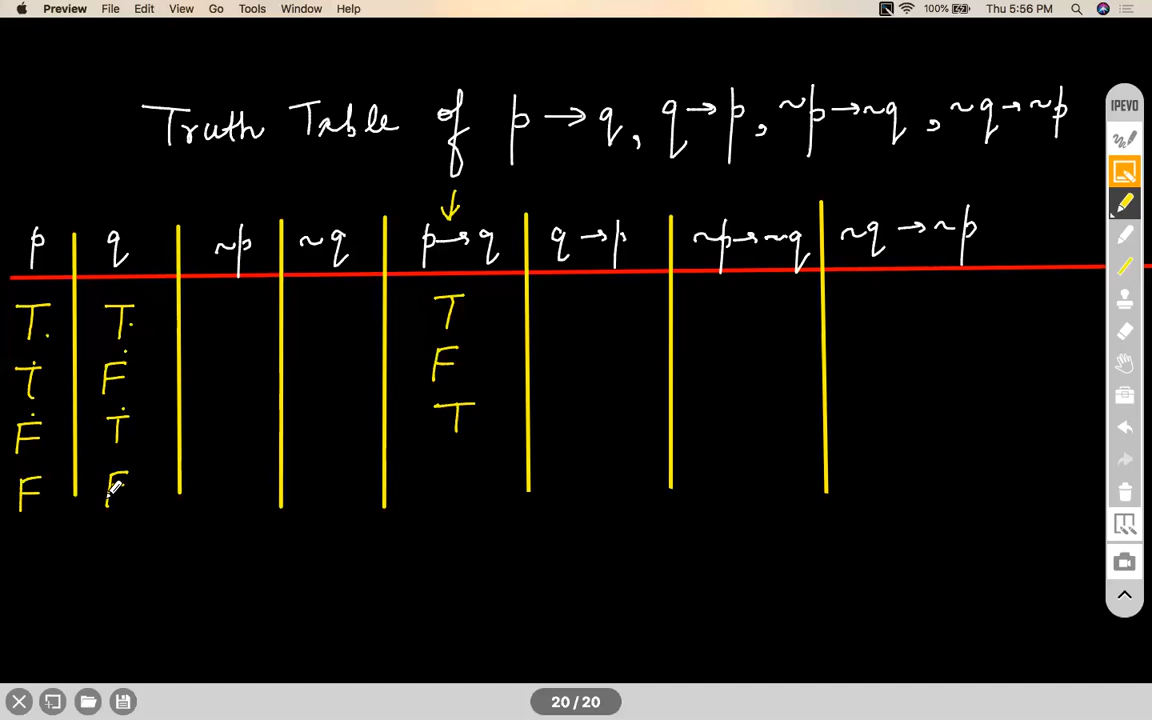 Preview File Edit View Go Tools Window Help 100% Thu 5:56 PM
IPEVO
Truth Table of p → q, q → p, ~p → ~q, ~q → ~p
p q ~p ~q p → q q → p ~p → ~q ~q → ~p
T. T. T
T F F
F T T
F F
20 / 20